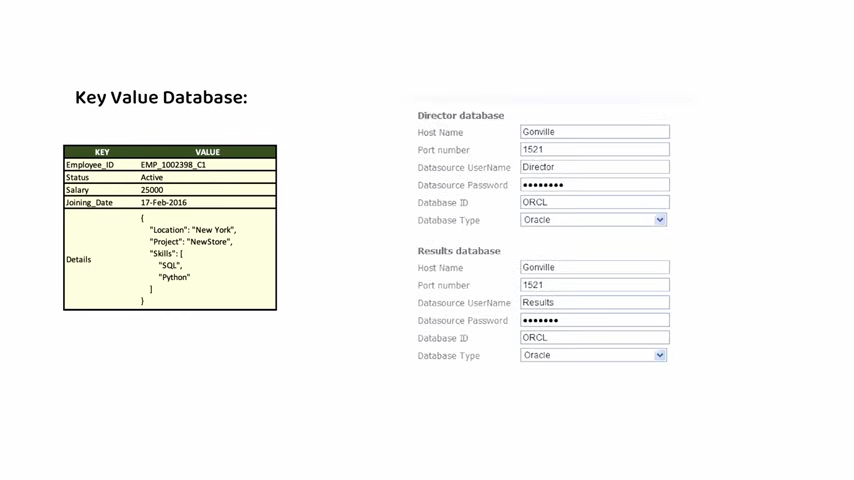 Key Value Database:
KEY VALUE
Employee_ID EMP_1002398_C1
Status Active
Salary 25000
Joining_Date 17-Feb-2016
Details
{
"Location": "New York",
"Project": "NewStore",
"Skills": [
"SQL",
"Python"
]
}
Director database
Host Name Gonville
Port number 1521
Datasource UserName Director
Datasource Password ●●●●●●●●
Database ID ORCL
Database Type Oracle
Results database
Host Name Gonville
Port number 1521
Datasource UserName Results
Datasource Password ●●●●●●●
Database ID ORCL
Database Type Oracle